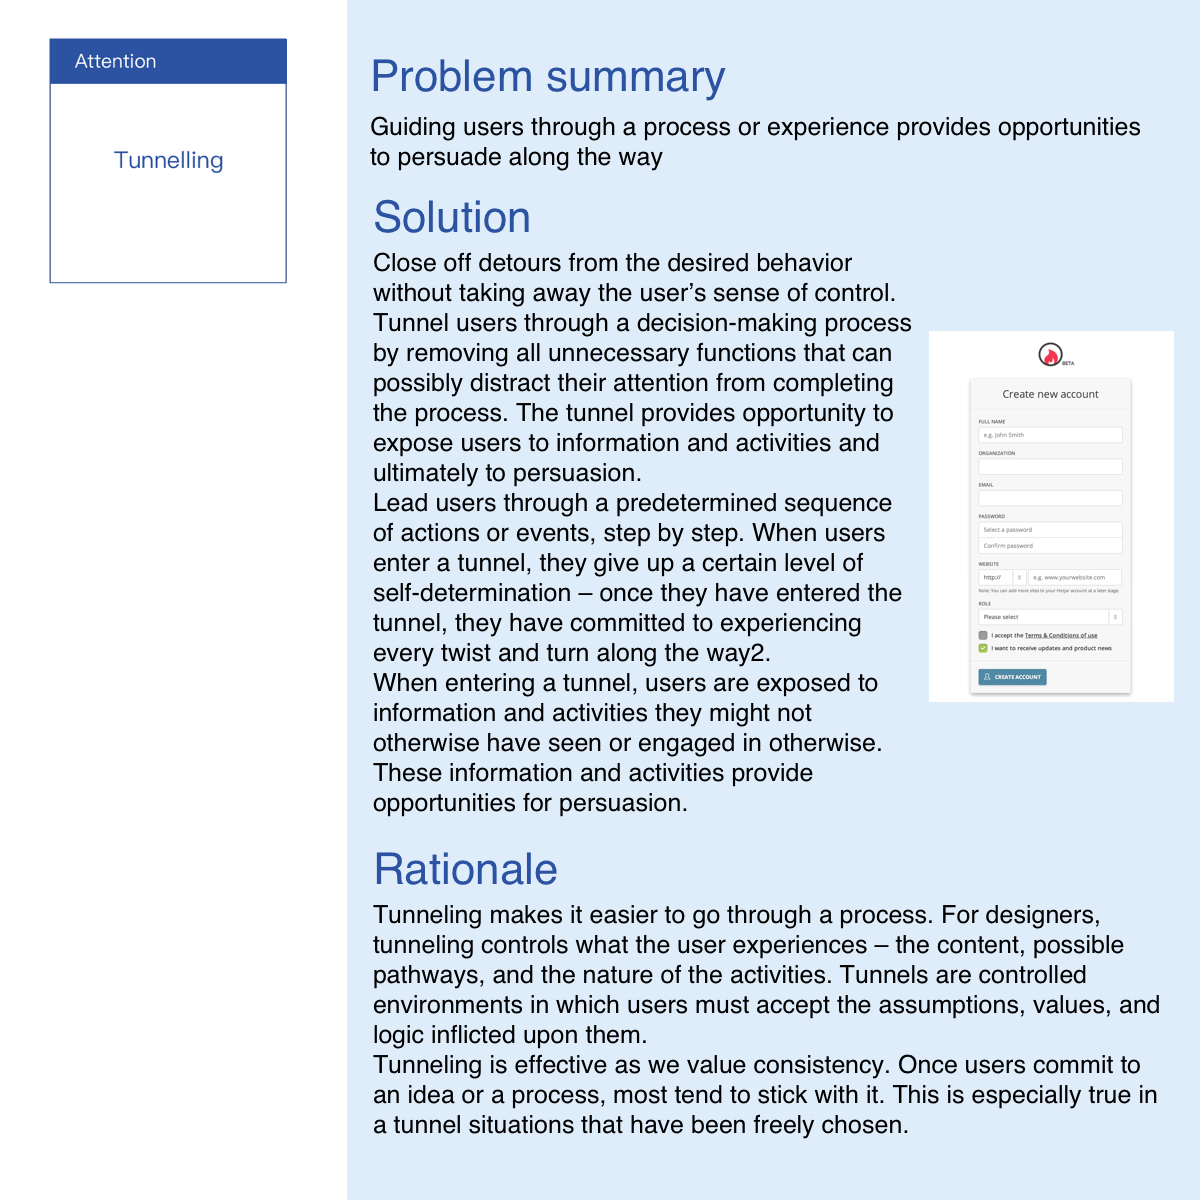 Attention
Tunnelling
Problem summary
Guiding users through a process or experience provides opportunities
to persuade along the way
Solution
Close off detours from the desired behavior
without taking away the user’s sense of control.
Tunnel users through a decision-making process
by removing all unnecessary functions that can
possibly distract their attention from completing
the process. The tunnel provides opportunity to
expose users to information and activities and
ultimately to persuasion.
Lead users through a predetermined sequence
of actions or events, step by step. When users
enter a tunnel, they give up a certain level of
self-determination – once they have entered the
tunnel, they have committed to experiencing
every twist and turn along the way2.
When entering a tunnel, users are exposed to
information and activities they might not
otherwise have seen or engaged in otherwise.
These information and activities provide
opportunities for persuasion.
BETA
Create new account
FULL NAME
e.g. John Smith
ORGANIZATION
EMAIL
PASSWORD
Select a password
Confirm password
WEBSITE
http:// e.g. www.yourwebsite.com
Note: You can add more sites to your Hotjar account at a later stage.
ROLE
Please select
I accept the Terms & Conditions of use
I want to receive updates and product news
CREATE ACCOUNT
Rationale
Tunneling makes it easier to go through a process. For designers,
tunneling controls what the user experiences – the content, possible
pathways, and the nature of the activities. Tunnels are controlled
environments in which users must accept the assumptions, values, and
logic inflicted upon them.
Tunneling is effective as we value consistency. Once users commit to
an idea or a process, most tend to stick with it. This is especially true in
a tunnel situations that have been freely chosen.